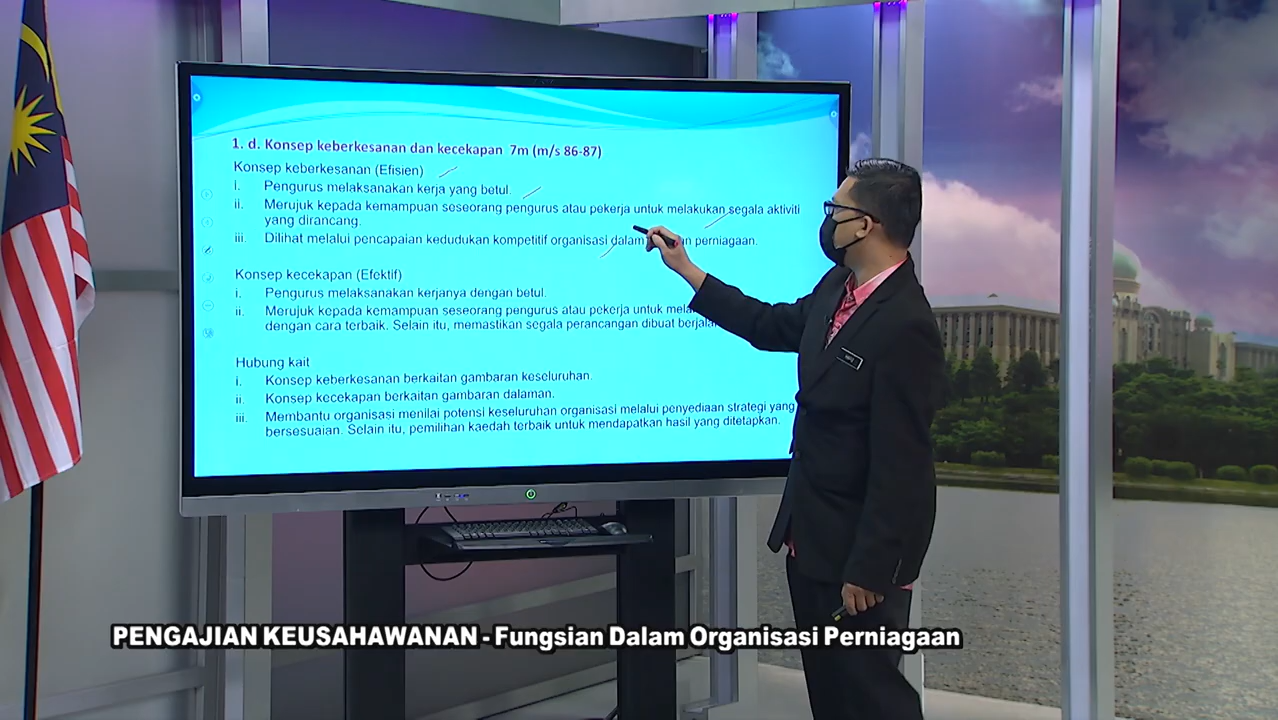 1. d. Konsep keberkesanan dan kecekapan 7m (m/s 86-87)
Konsep keberkesanan (Efisien)
i. Pengurus melaksanakan kerja yang betul.
ii. Merujuk kepada kemampuan seseorang pengurus atau pekerja untuk melakukan segala aktiviti
yang dirancang.
iii. Dilihat melalui pencapaian kedudukan kompetitif organisasi dalam perniagaan.
Konsep kecekapan (Efektif)
i. Pengurus melaksanakan kerjanya dengan betul.
ii. Merujuk kepada kemampuan seseorang pengurus atau pekerja untuk
dengan cara terbaik. Selain itu, memastikan segala perancangan dibuat
Hubung kait
i. Konsep keberkesanan berkaitan gambaran keseluruhan.
ii. Konsep kecekapan berkaitan gambaran dalaman.
iii. Membantu organisasi menilai potensi keseluruhan organisasi melalui penyediaan strategi yang
bersesuaian. Selain itu, pemilihan kaedah terbaik untuk mendapatkan hasil yang ditetapkan.
PENGAJIAN KEUSAHAWANAN - Fungsian Dalam Organisasi Perniagaan